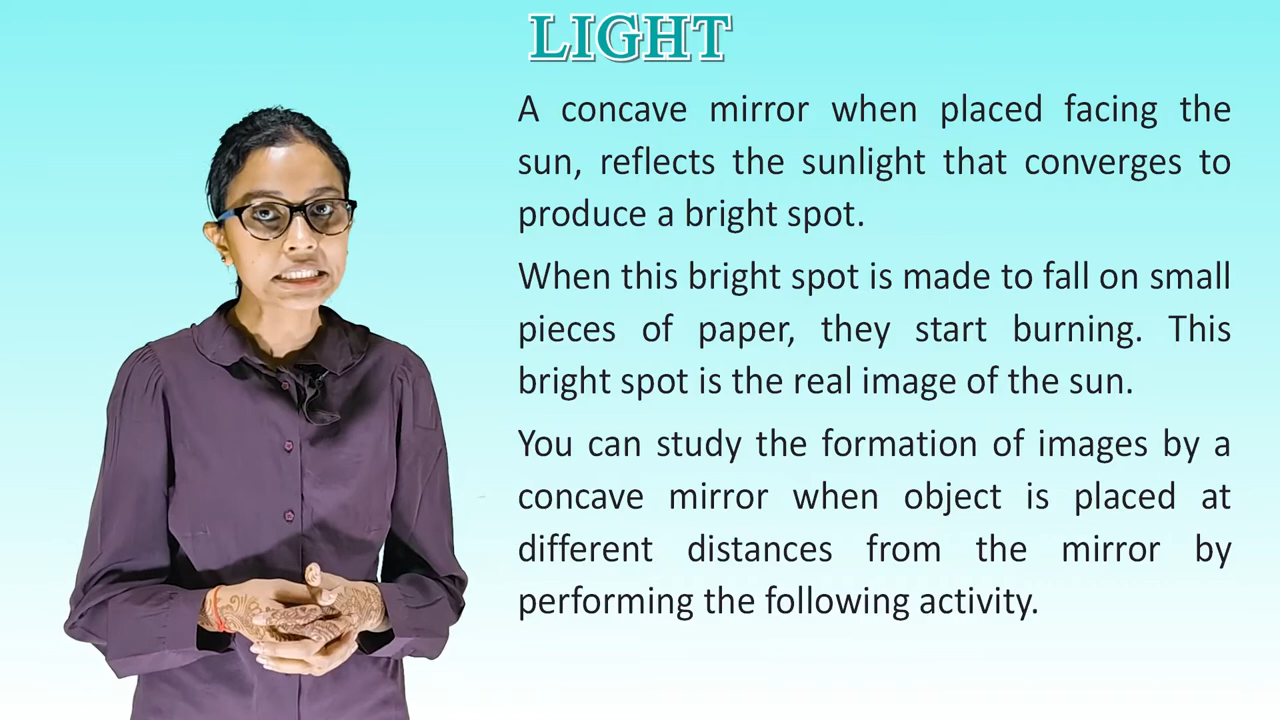 LIGHT
A concave mirror when placed facing the
sun, reflects the sunlight that converges to
produce a bright spot.
When this bright spot is made to fall on small
pieces of paper, they start burning. This
bright spot is the real image of the sun.
You can study the formation of images by a
concave mirror when object is placed at
different distances from the mirror by
performing the following activity.